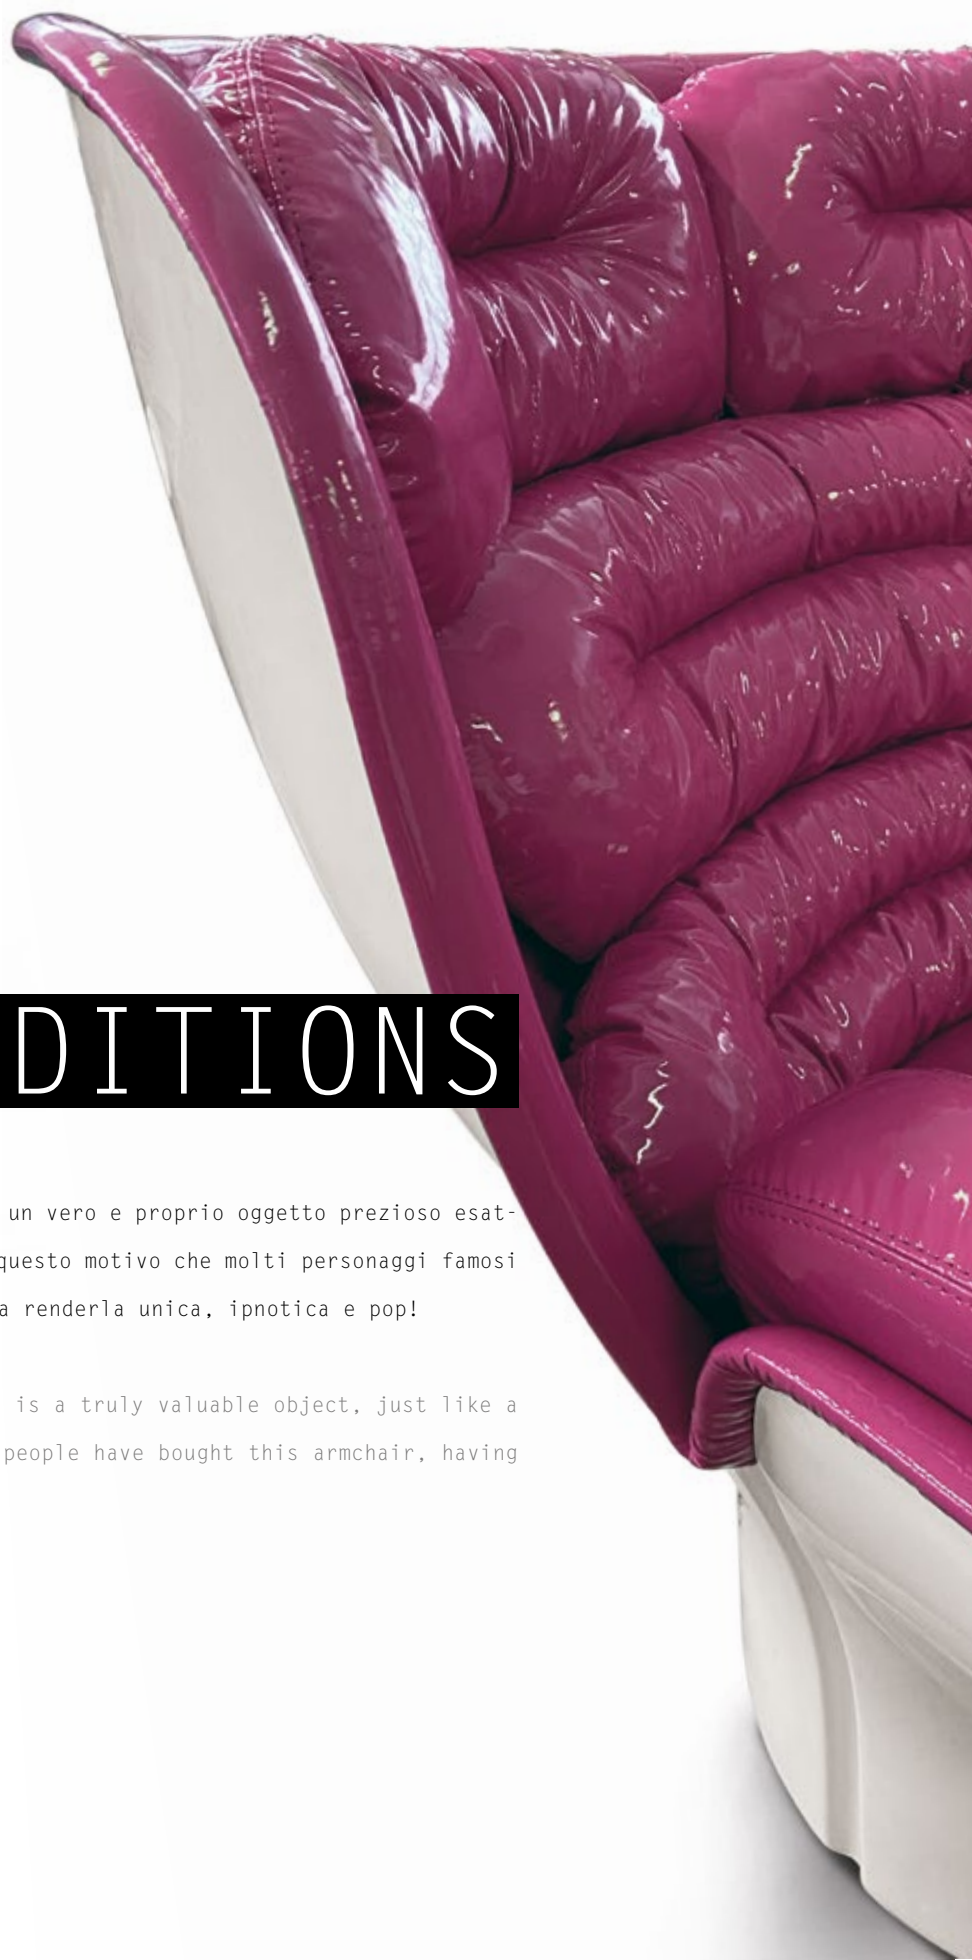 DITIONS
un vero e proprio oggetto prezioso esat-
questo motivo che molti personaggi famosi
a renderla unica, ipnotica e pop!
is a truly valuable object, just like a
people have bought this armchair, having